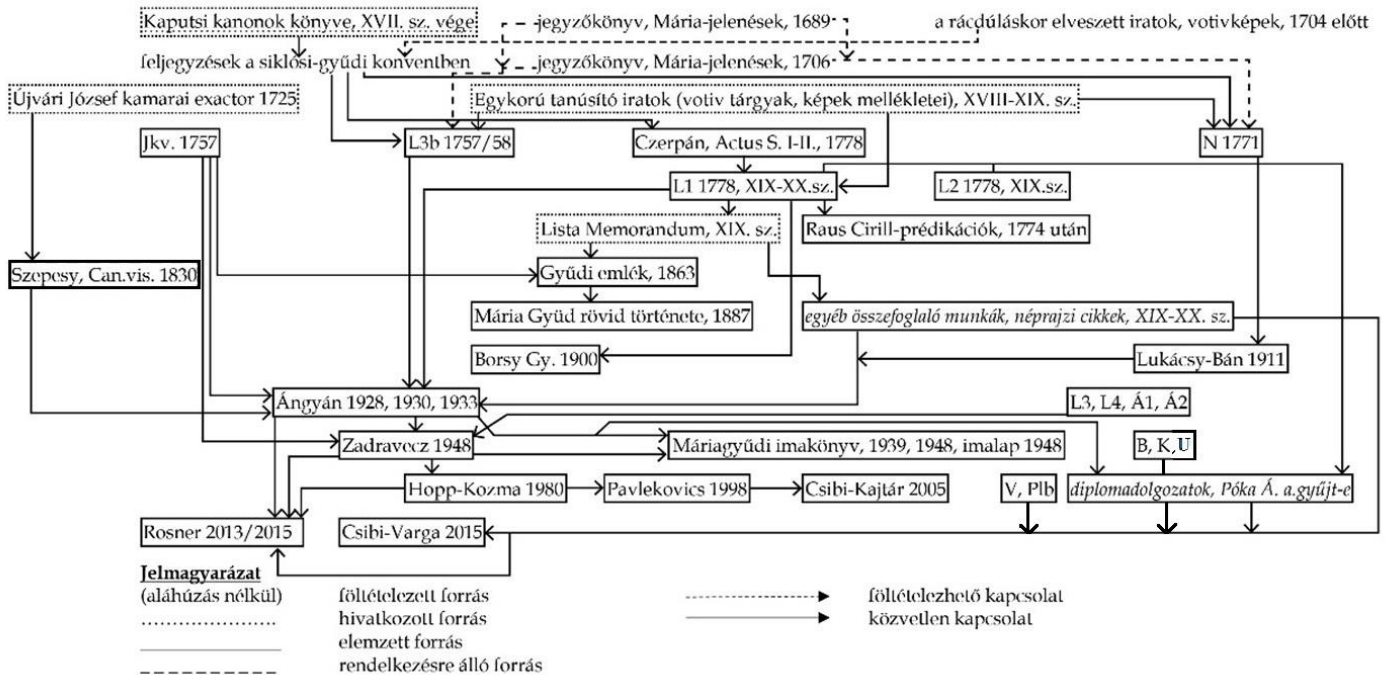 Kaputsi kanonok könyve, XVII. sz. vége
jegyzőkönyv, Mária-jelenések, 1689
a rácdúláskor elveszett iratok, votivképek, 1704 előtt
feljegyzések a siklósi-gyűdi konventben
jegyzőkönyv, Mária-jelenések, 1706
Újvári József kamarai exactor 1725
Egykorú tanúsító iratok (votiv tárgyak, képek mellékletei), XVIII-XIX. sz.
Jkv. 1757
L3b 1757/58
Czerpán, Actus S. I-II., 1778
N 1771
L1 1778, XIX-XX.sz.
L2 1778, XIX.sz.
Lista Memorandum, XIX. sz.
Raus Cirill-prédikációk, 1774 után
Szepesy, Can.vis. 1830
Gyűdi emlék, 1863
Mária Gyűd rövid története, 1887
egyéb összefoglaló munkák, néprajzi cikkek, XIX-XX. sz.
Borsy Gy. 1900
Lukácsy-Bán 1911
Ángyán 1928, 1930, 1933
L3, L4, Á1, Á2
Zadravecz 1948
Máriagyűdi imakönyv, 1939, 1948, imalap 1948
B, K,U
Hopp-Kozma 1980
Pavlekovics 1998
Csibi-Kajtár 2005
V, Plb
diplomadolgozatok, Póka Á. a.gyűjt-e
Rosner 2013/2015
Csibi-Varga 2015
Jelmagyarázat
(aláhúzás nélkül)
föltételezett forrás
föltételezhető kapcsolat
hivatkozott forrás
közvetlen kapcsolat
elemzett forrás
rendelkezésre álló forrás